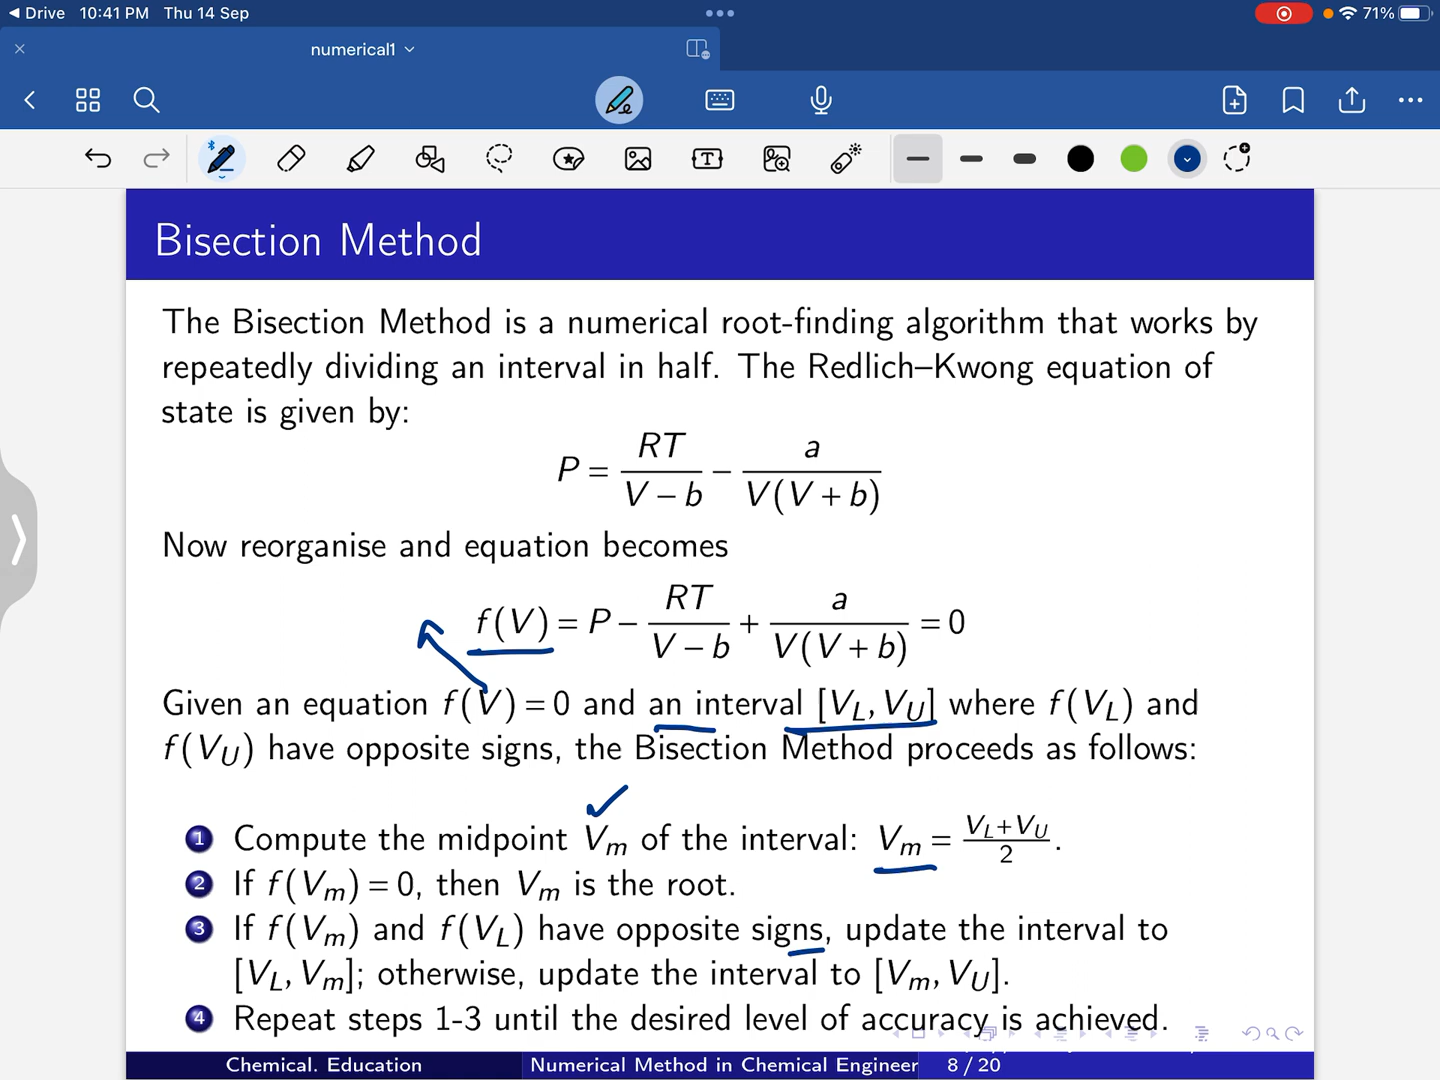 Drive 10:41 PM Thu 14 Sep 71%
numerical1
Bisection Method
The Bisection Method is a numerical root-finding algorithm that works by
repeatedly dividing an interval in half. The Redlich–Kwong equation of
state is given by:
P = RT / (V − b) − a / (V(V + b))
Now reorganise and equation becomes
f(V) = P − RT / (V − b) + a / (V(V + b)) = 0
Given an equation f(V) = 0 and an interval [V_L, V_U] where f(V_L) and
f(V_U) have opposite signs, the Bisection Method proceeds as follows:
1 Compute the midpoint V_m of the interval: V_m = (V_L+V_U)/2.
2 If f(V_m) = 0, then V_m is the root.
3 If f(V_m) and f(V_L) have opposite signs, update the interval to
[V_L, V_m]; otherwise, update the interval to [V_m, V_U].
4 Repeat steps 1-3 until the desired level of accuracy is achieved.
Chemical. Education Numerical Method in Chemical Engineer 8 / 20